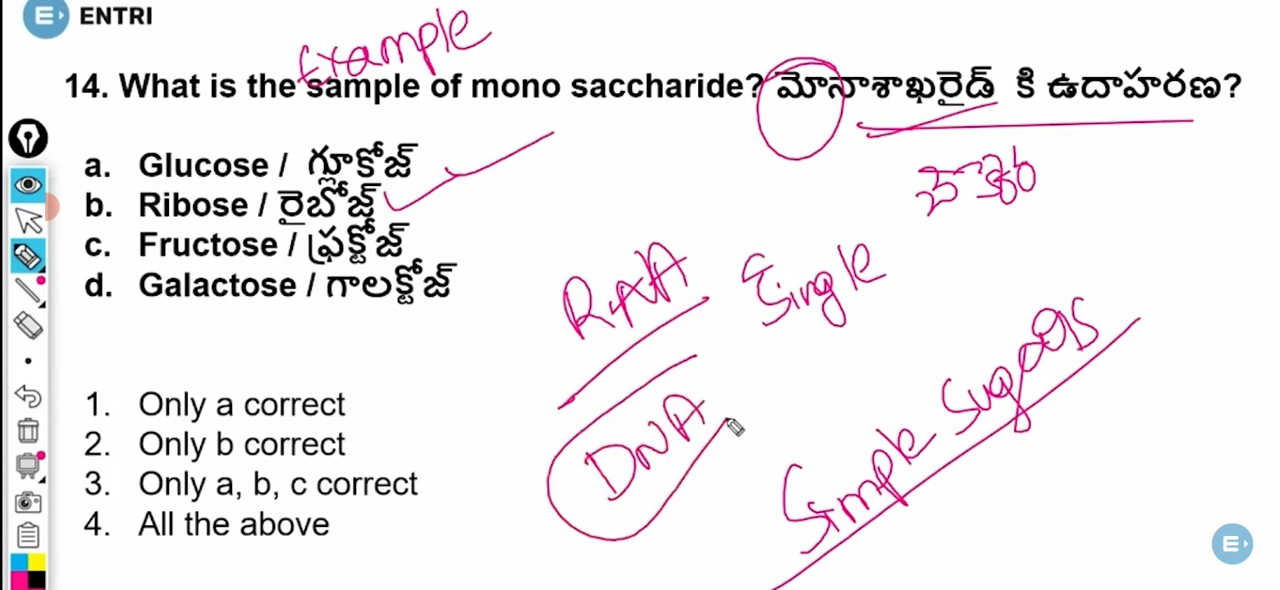 ENTRI
Example
14. What is the sample of mono saccharide? మోనాశాఖరైడ్ కి ఉదాహరణ?
a. Glucose / గ్లూకోజ్
b. Ribose / రైబోజ్
c. Fructose / ఫ్రక్టోజ్
d. Galactose / గాలక్టోజ్
RNA Single
Simple Sugars
DNA
1. Only a correct
2. Only b correct
3. Only a, b, c correct
4. All the above